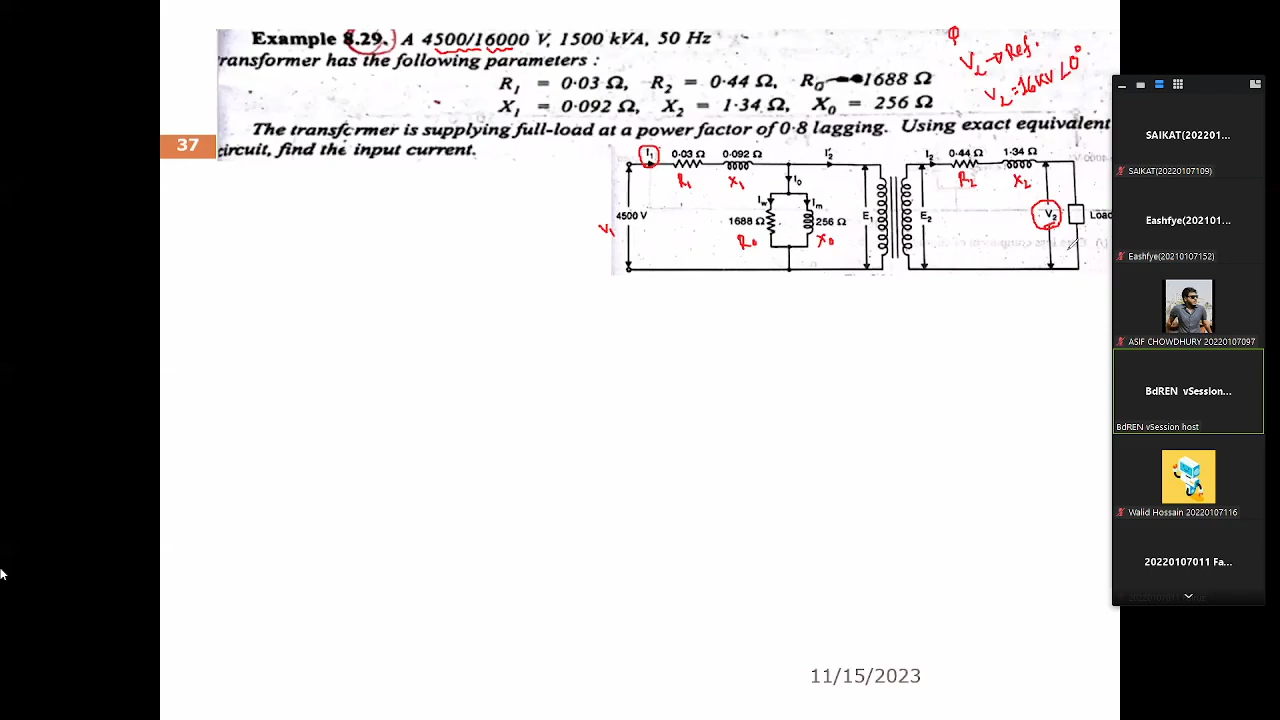 Example 8.29. A 4500/16000 V, 1500 kVA, 50 Hz
ransformer has the following parameters :
R1 = 0·03 Ω, R2 = 0·44 Ω, R0 1688 Ω
X1 = 0·092 Ω, X2 = 1·34 Ω, X0 = 256 Ω
The transformer is supplying full-load at a power factor of 0·8 lagging. Using exact equivalent
circuit, find the input current.
37
V2 → Ref.
V2 = 16kV ∠0°
I1 0·03 Ω 0·092 Ω I2' I2 0·44 Ω 1·34 Ω
R1 X1 R2 X2
I0
Iw Im
4500 V 1688 Ω 256 Ω E1 E2 V2 Load
V1 R0 X0
11/15/2023
SAIKAT(202201...
SAIKAT(2022017109)
Eashfye(202101...
Eashfye(20210107152)
ASIF CHOWDHURY 20220107097
BdREN vSession...
BdREN vSession host
Walid Hossain 20220107116
20220107011 Fa...